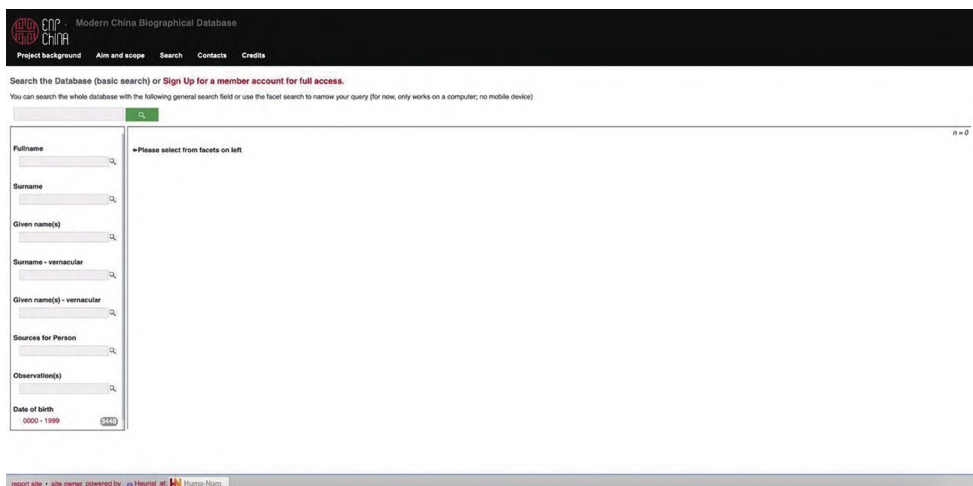 ENP -
China
Modern China Biographical Database
Project background Aim and scope Search Contacts Credits
Search the Database (basic search) or Sign Up for a member account for full access.
You can search the whole database with the following general search field or use the facet search to narrow your query (for now, only works on a computer; no mobile device)
n = 0
Please select from facets on left
Fullname
Surname
Given name(s)
Surname - vernacular
Given name(s) - vernacular
Sources for Person
Observation(s)
Date of birth
0000 - 1999 3448
report site • site owner powered by Heurist at: Huma-Num